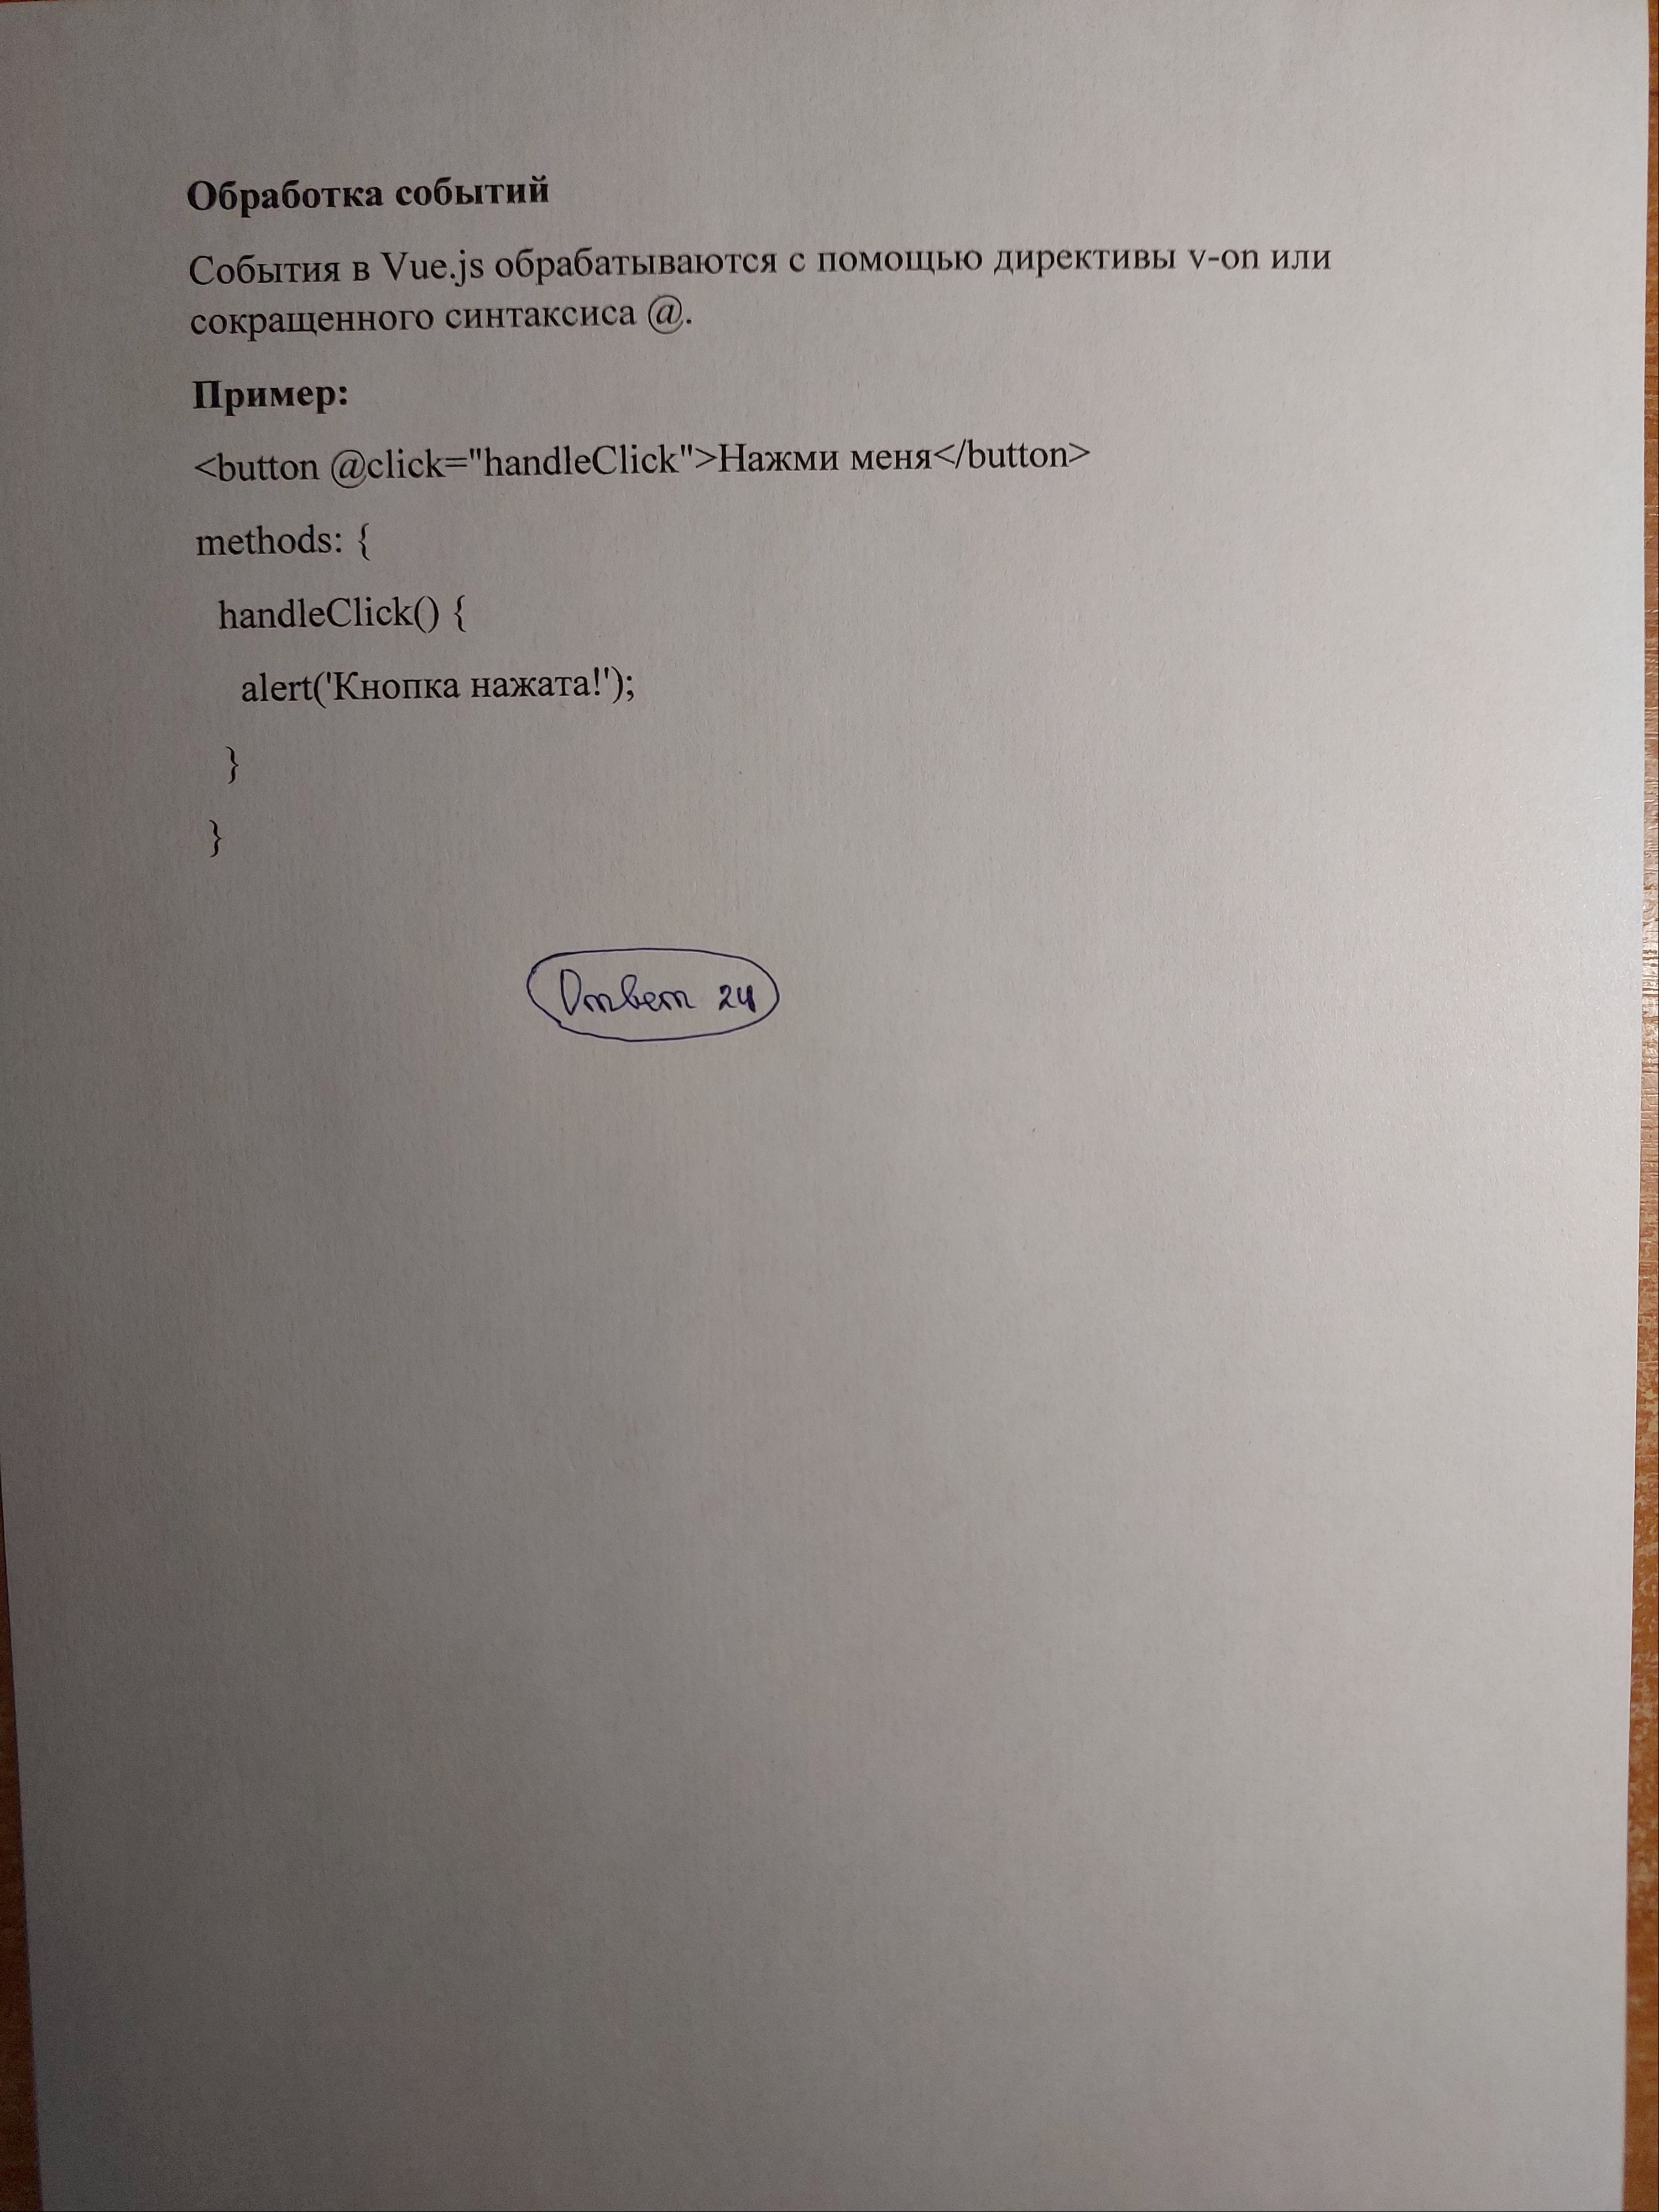 Обработка событий
События в Vue.js обрабатываются с помощью директивы v-on или
сокращенного синтаксиса @.
Пример:
<button @click="handleClick">Нажми меня</button>
methods: {
handleClick() {
alert('Кнопка нажата!');
}
}
Ответ 24